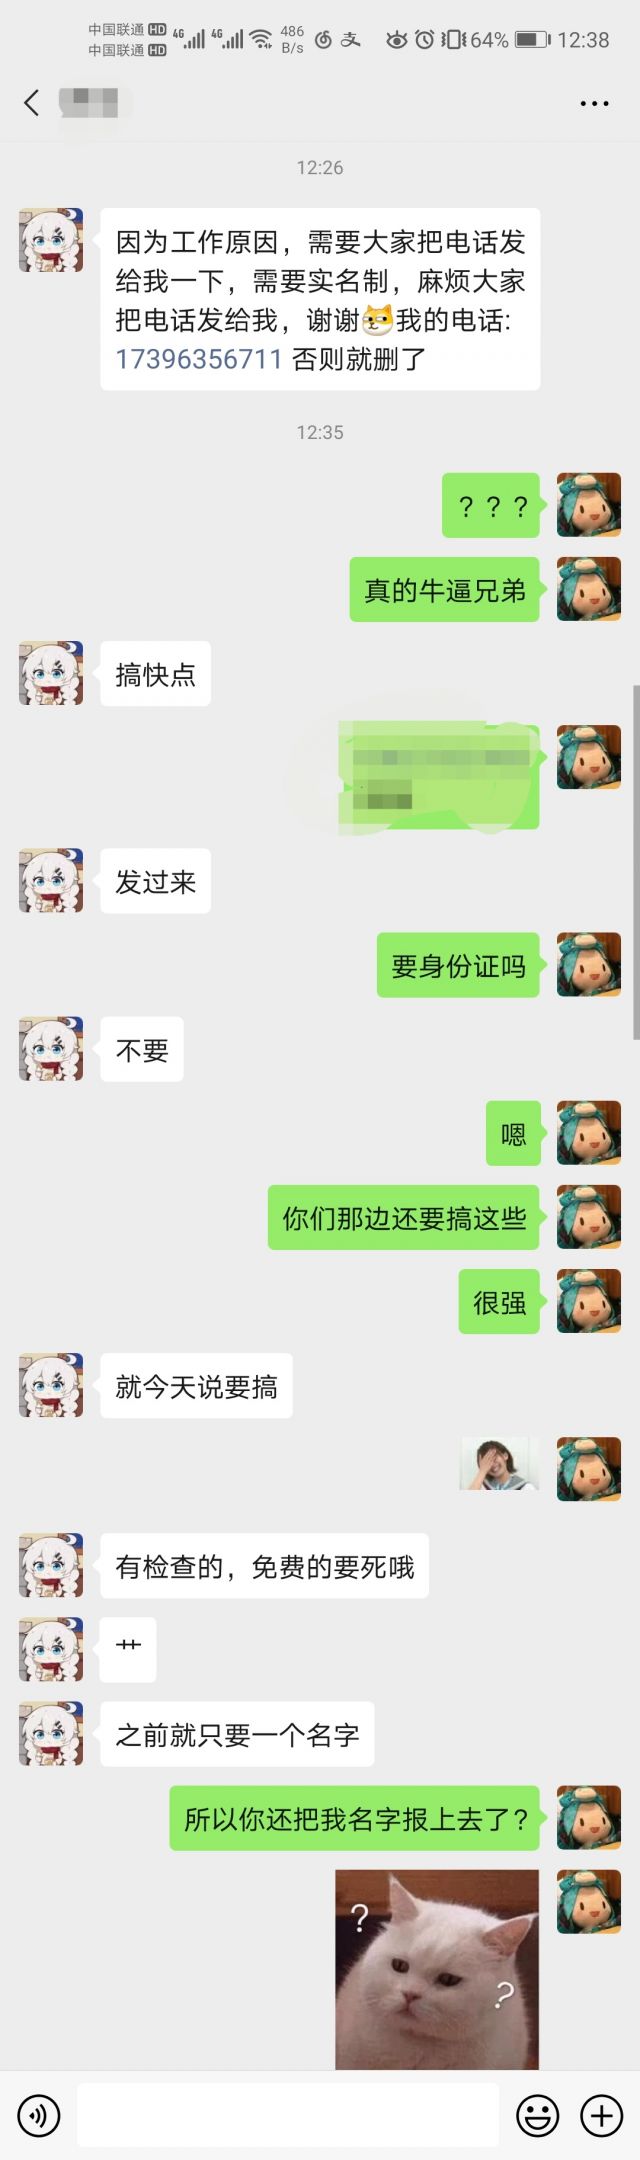 中国联通 HD 4G 4G 486 B/s 支 64% 12:38
中国联通 HD
12:26
因为工作原因，需要大家把电话发
给我一下，需要实名制，麻烦大家
把电话发给我，谢谢我的电话:
17396356711 否则就删了
12:35
？？？
真的牛逼兄弟
搞快点
发过来
要身份证吗
不要
嗯
你们那边还要搞这些
很强
就今天说要搞
有检查的，免费的要死哦
艹
之前就只要一个名字
所以你还把我名字报上去了?
?
?